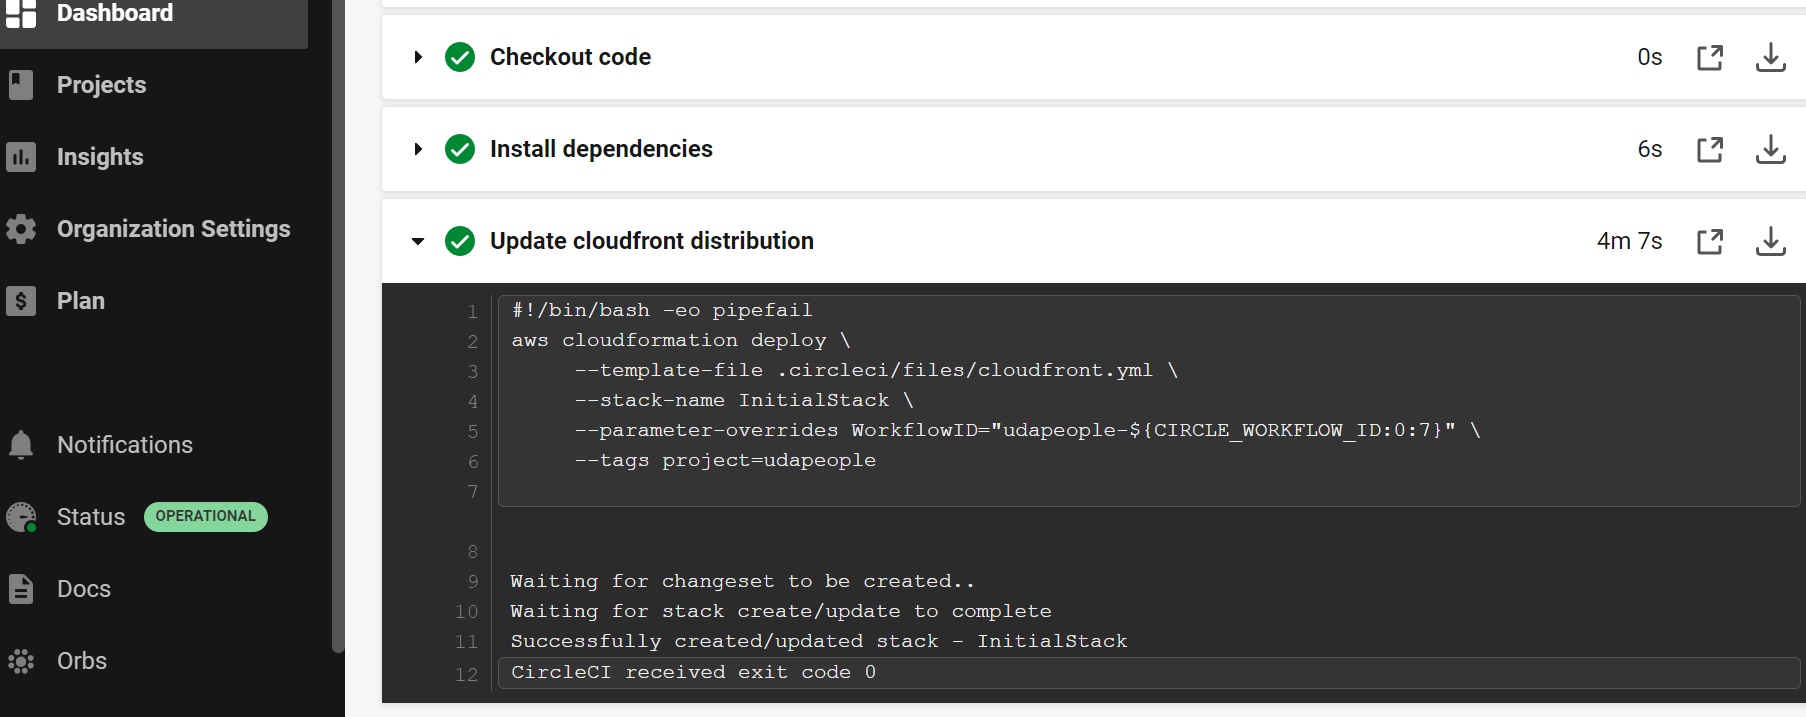 Dashboard
Projects
Insights
Organization Settings
Plan
Notifications
Status OPERATIONAL
Docs
Orbs
Checkout code 0s
Install dependencies 6s
Update cloudfront distribution 4m 7s
1 #!/bin/bash -eo pipefail
2 aws cloudformation deploy \
3 --template-file .circleci/files/cloudfront.yml \
4 --stack-name InitialStack \
5 --parameter-overrides WorkflowID="udapeople-${CIRCLE_WORKFLOW_ID:0:7}" \
6 --tags project=udapeople
7
8
9 Waiting for changeset to be created..
10 Waiting for stack create/update to complete
11 Successfully created/updated stack - InitialStack
12 CircleCI received exit code 0